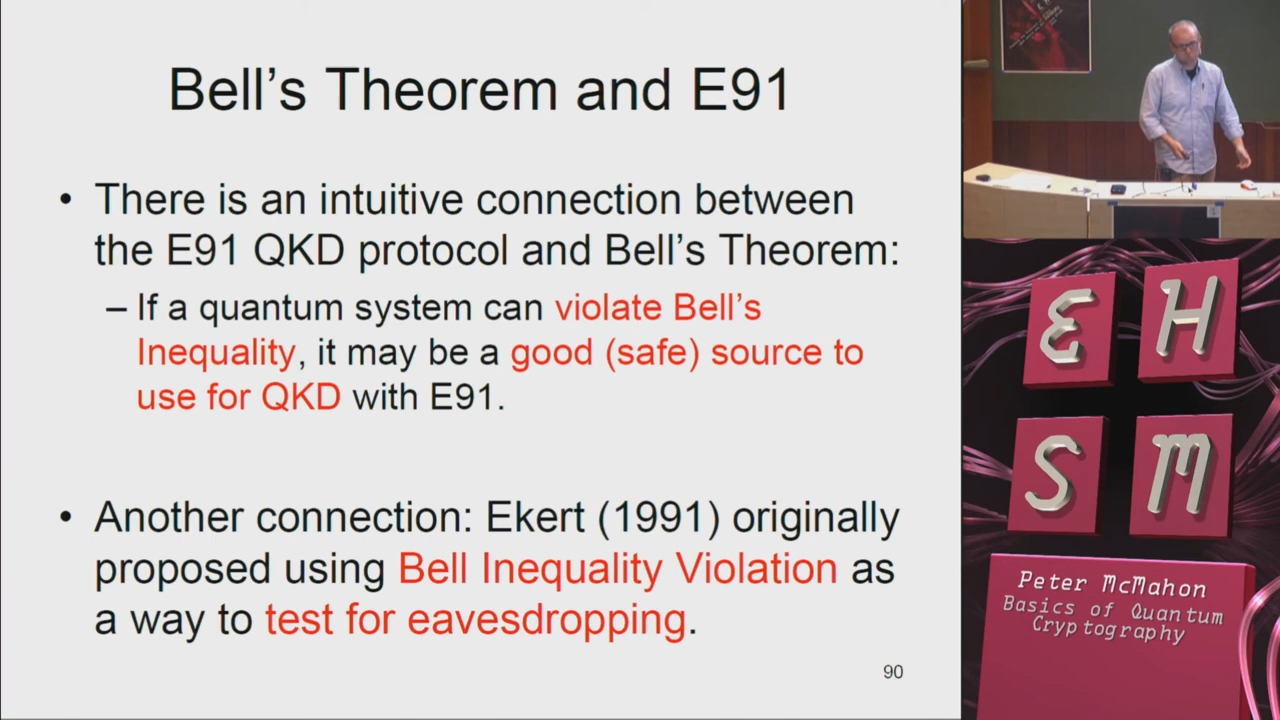 Bell's Theorem and E91
• There is an intuitive connection between
the E91 QKD protocol and Bell's Theorem:
– If a quantum system can violate Bell's
Inequality, it may be a good (safe) source to
use for QKD with E91.
• Another connection: Ekert (1991) originally
proposed using Bell Inequality Violation as
a way to test for eavesdropping.
90
E H
S M
Peter McMahon
Basics of Quantum
Cryptography